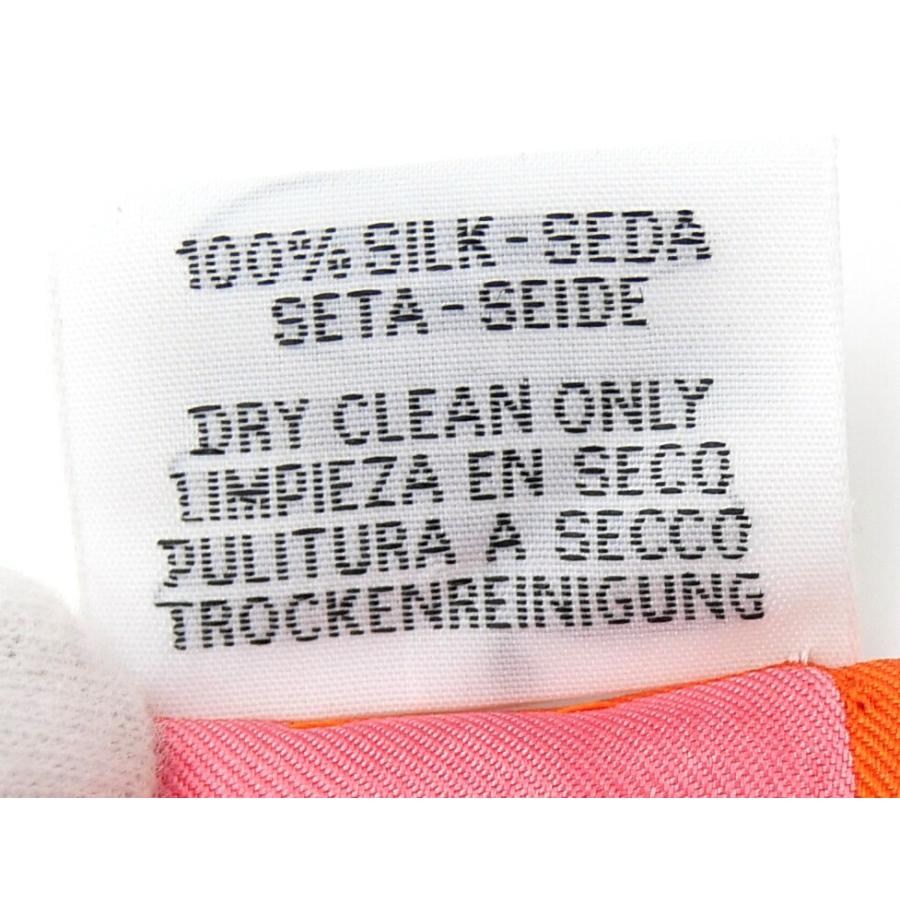 100% SILK - SEDA
SETA - SEIDE
DRY CLEAN ONLY
LIMPIEZA EN SECO
PULITURA A SECCO
TROCKENREINIGUNG